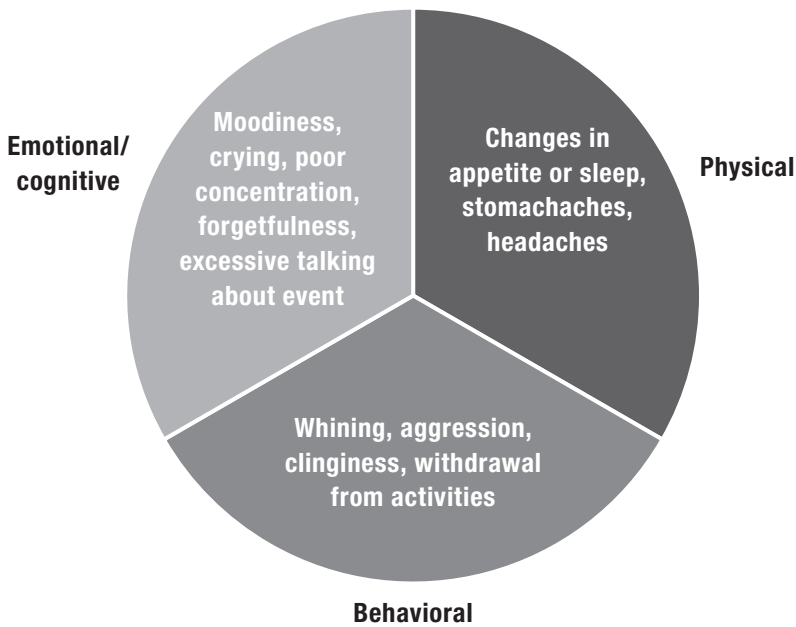 Emotional/
cognitive
Moodiness,
crying, poor
concentration,
forgetfulness,
excessive talking
about event
Changes in
appetite or sleep,
stomachaches,
headaches
Physical
Whining, aggression,
clinginess, withdrawal
from activities
Behavioral